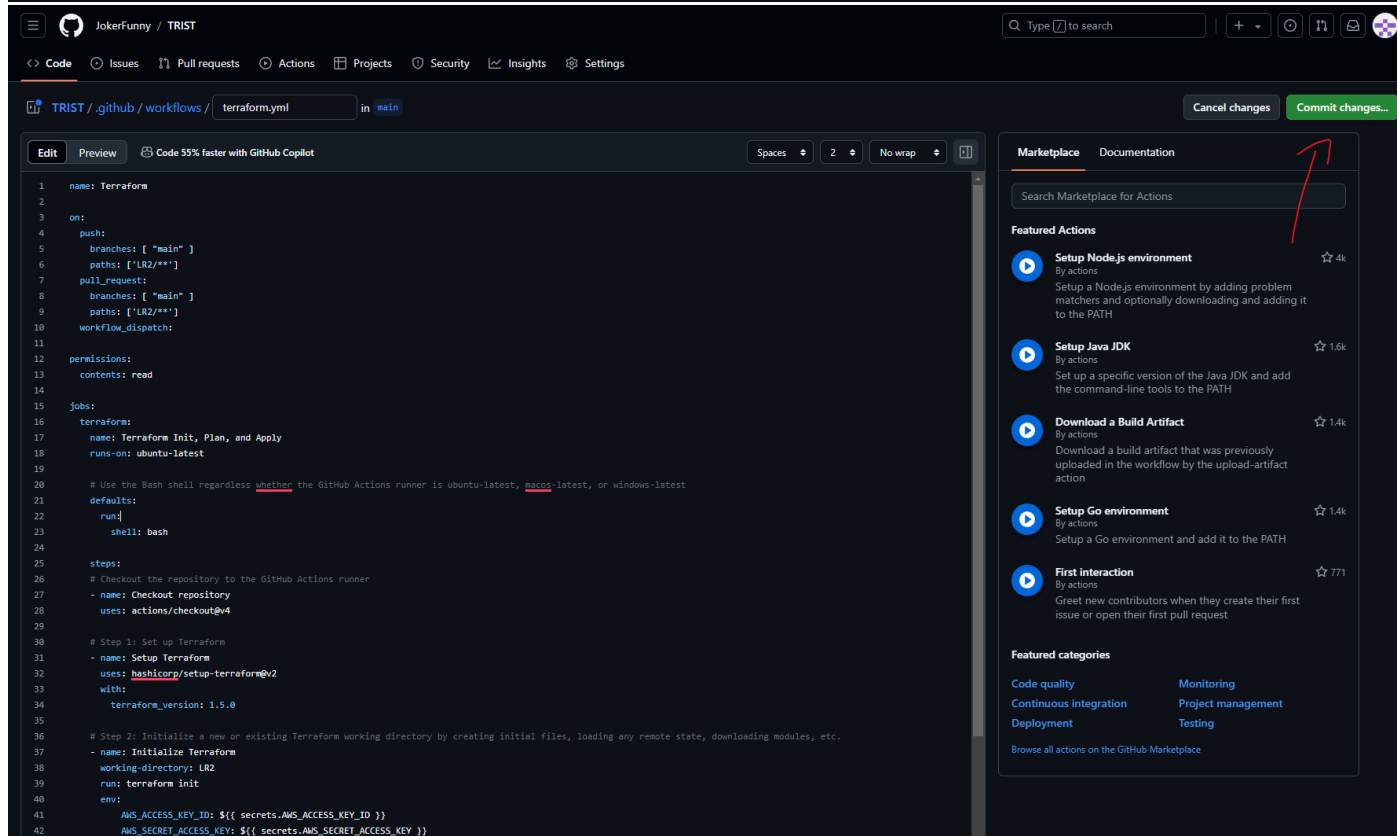 JokerFunny / TRIST
Type / to search
Code
Issues
Pull requests
Actions
Projects
Security
Insights
Settings
TRIST / .github / workflows / terraform.yml in main
Cancel changes
Commit changes...
Edit
Preview
Code 55% faster with GitHub Copilot
Spaces
2
No wrap
1 name: Terraform
2
3 on:
4 push:
5 branches: [ "main" ]
6 paths: ['LR2/**']
7 pull_request:
8 branches: [ "main" ]
9 paths: ['LR2/**']
10 workflow_dispatch:
11
12 permissions:
13 contents: read
14
15 jobs:
16 terraform:
17 name: Terraform Init, Plan, and Apply
18 runs-on: ubuntu-latest
19
20 # Use the Bash shell regardless whether the GitHub Actions runner is ubuntu-latest, macos-latest, or windows-latest
21 defaults:
22 run:
23 shell: bash
24
25 steps:
26 # Checkout the repository to the GitHub Actions runner
27 - name: Checkout repository
28 uses: actions/checkout@v4
29
30 # Step 1: Set up Terraform
31 - name: Setup Terraform
32 uses: hashicorp/setup-terraform@v2
33 with:
34 terraform_version: 1.5.0
35
36 # Step 2: Initialize a new or existing Terraform working directory by creating initial files, loading any remote state, downloading modules, etc.
37 - name: Initialize Terraform
38 working-directory: LR2
39 run: terraform init
40 env:
41 AWS_ACCESS_KEY_ID: ${{ secrets.AWS_ACCESS_KEY_ID }}
42 AWS_SECRET_ACCESS_KEY: ${{ secrets.AWS_SECRET_ACCESS_KEY }}
Marketplace
Documentation
Search Marketplace for Actions
Featured Actions
Setup Node.js environment
4k
By actions
Setup a Node.js environment by adding problem
matchers and optionally downloading and adding it
to the PATH
Setup Java JDK
1.6k
By actions
Set up a specific version of the Java JDK and add
the command-line tools to the PATH
Download a Build Artifact
1.4k
By actions
Download a build artifact that was previously
uploaded in the workflow by the upload-artifact
action
Setup Go environment
1.4k
By actions
Setup a Go environment and add it to the PATH
First interaction
771
By actions
Greet new contributors when they create their first
issue or open their first pull request
Featured categories
Code quality
Monitoring
Continuous integration
Project management
Deployment
Testing
Browse all actions on the GitHub Marketplace